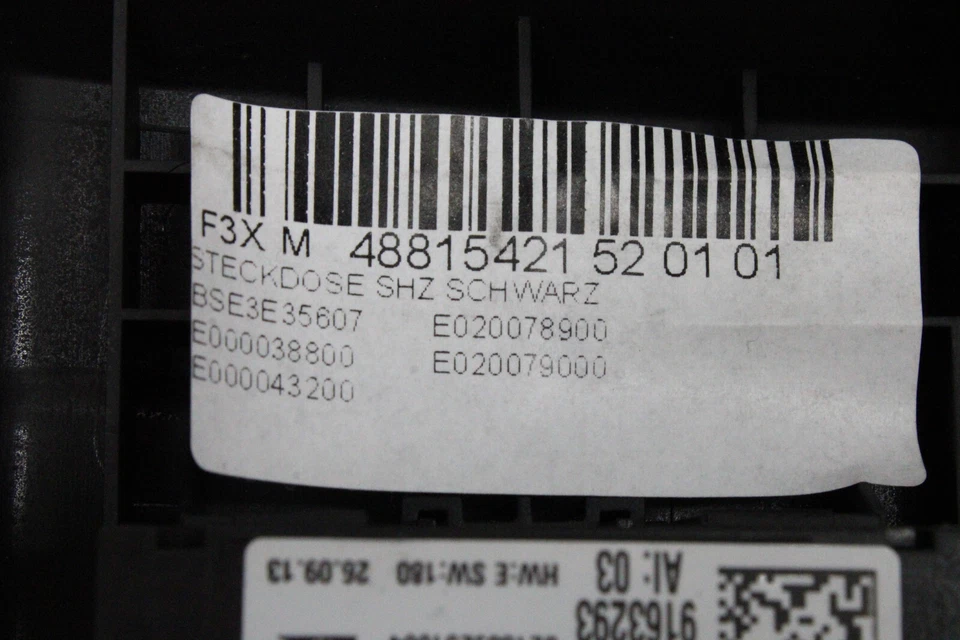 F3X M 48815421 52 01 01
STECKDOSE SHZ SCHWARZ
BSE3E35607 E020078900
E000038800 E020079000
E000043200
AI: 03
HW:E SW:180 26.09.13
9163293